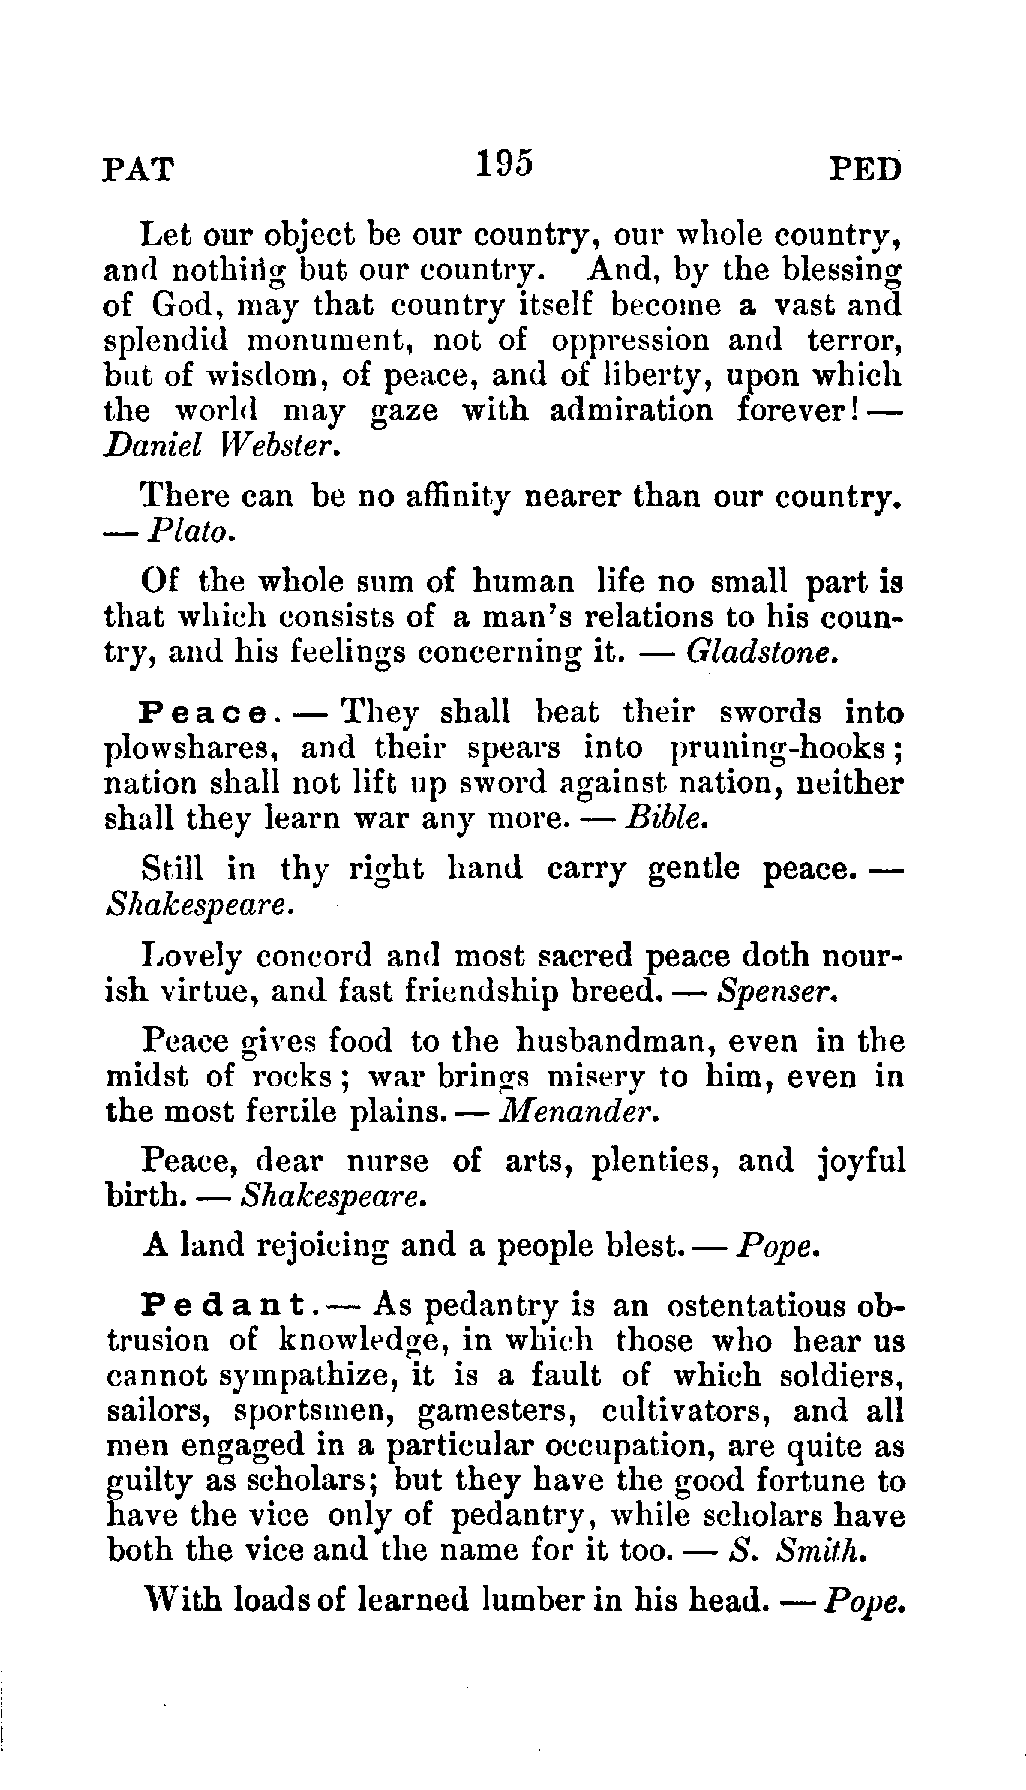 PAT 195 PED
Let our object be our country, our whole country,
and nothing but our country. And, by the blessing
of God, may that country itself become a vast and
splendid monument, not of oppression and terror,
but of wisdom, of peace, and of liberty, upon which
the world may gaze with admiration forever! —
Daniel Webster.
There can be no affinity nearer than our country.
— Plato.
Of the whole sum of human life no small part is
that which consists of a man's relations to his coun-
try, and his feelings concerning it. — Gladstone.
Peace. — They shall beat their swords into
plowshares, and their spears into pruning-hooks;
nation shall not lift up sword against nation, neither
shall they learn war any more. — Bible.
Still in thy right hand carry gentle peace. —
Shakespeare.
Lovely concord and most sacred peace doth nour-
ish virtue, and fast friendship breed. — Spenser.
Peace gives food to the husbandman, even in the
midst of rocks; war brings misery to him, even in
the most fertile plains. — Menander.
Peace, dear nurse of arts, plenties, and joyful
birth. — Shakespeare.
A land rejoicing and a people blest. — Pope.
Pedant. — As pedantry is an ostentatious ob-
trusion of knowledge, in which those who hear us
cannot sympathize, it is a fault of which soldiers,
sailors, sportsmen, gamesters, cultivators, and all
men engaged in a particular occupation, are quite as
guilty as scholars; but they have the good fortune to
have the vice only of pedantry, while scholars have
both the vice and the name for it too. — S. Smith.
With loads of learned lumber in his head. — Pope.